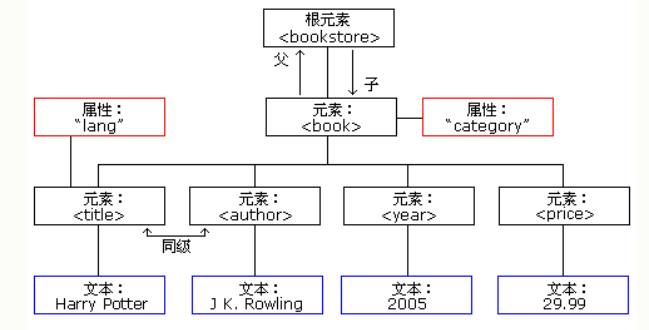 根元素
<bookstore>
父
子
属性：
“lang”
元素：
<book>
属性：
“category”
元素：
<title>
元素：
<author>
元素：
<year>
元素：
<price>
同级
文本：
Harry Potter
文本：
J K. Rowling
文本：
2005
文本：
29.99